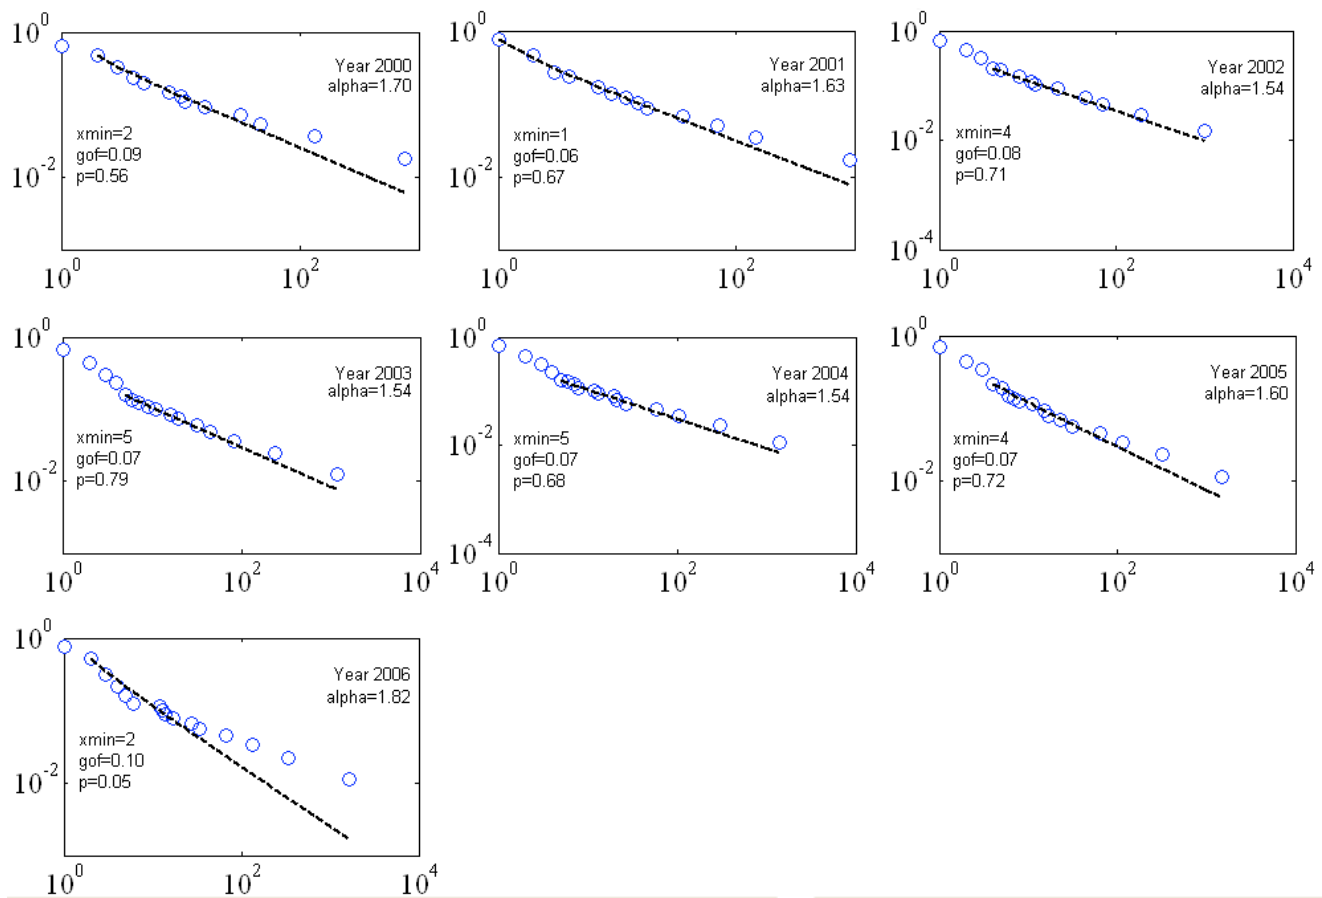 10^0
Year 2000
alpha=1.70
xmin=2
gof=0.09
p=0.56
10^-2
10^0
10^2
10^0
Year 2001
alpha=1.63
xmin=1
gof=0.06
p=0.67
10^-2
10^0
10^2
10^0
Year 2002
alpha=1.54
10^-2
xmin=4
gof=0.08
p=0.71
10^-4
10^0
10^2
10^4
10^0
Year 2003
alpha=1.54
xmin=5
gof=0.07
p=0.79
10^-2
10^0
10^2
10^4
10^0
Year 2004
alpha=1.54
10^-2
xmin=5
gof=0.07
p=0.68
10^-4
10^0
10^2
10^4
10^0
Year 2005
alpha=1.60
xmin=4
gof=0.07
p=0.72
10^-2
10^0
10^2
10^4
10^0
Year 2006
alpha=1.82
xmin=2
gof=0.10
p=0.05
10^-2
10^0
10^2
10^4